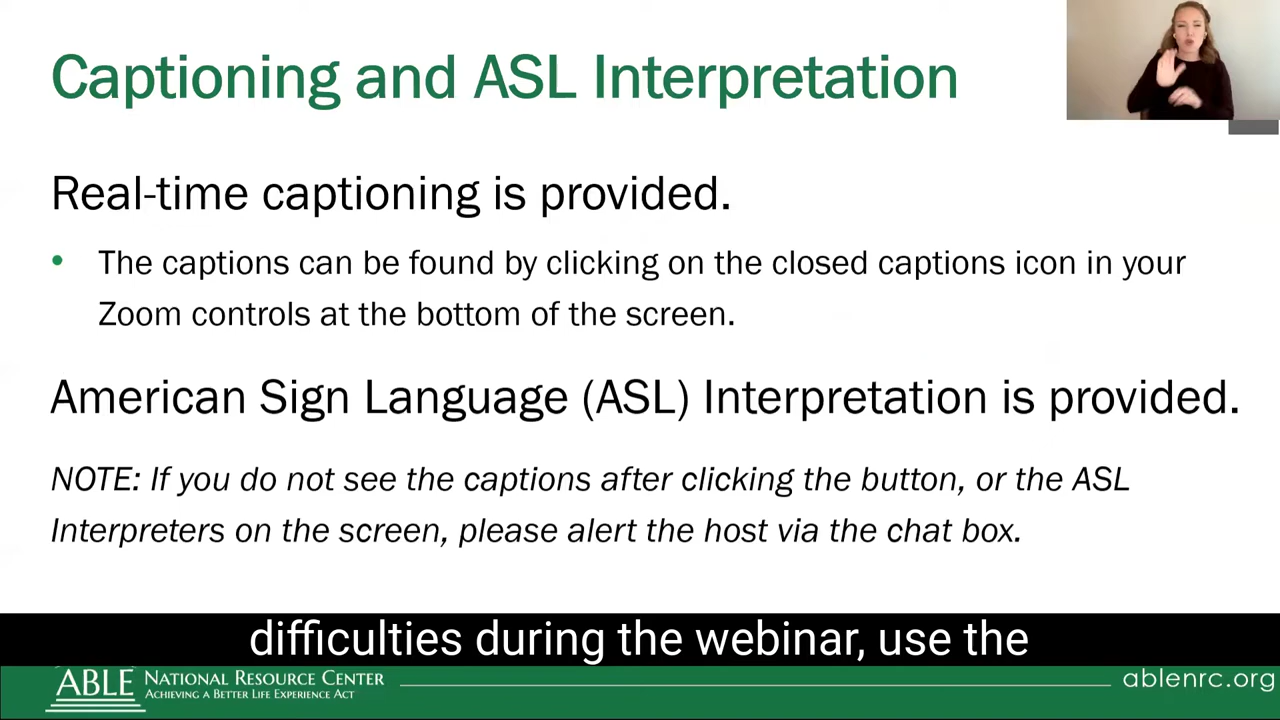 Captioning and ASL Interpretation
Real-time captioning is provided.
• The captions can be found by clicking on the closed captions icon in your
Zoom controls at the bottom of the screen.
American Sign Language (ASL) Interpretation is provided.
NOTE: If you do not see the captions after clicking the button, or the ASL
Interpreters on the screen, please alert the host via the chat box.
difficulties during the webinar, use the
ABLE NATIONAL RESOURCE CENTER
ACHIEVING A BETTER LIFE EXPERIENCE ACT
ablenrc.org